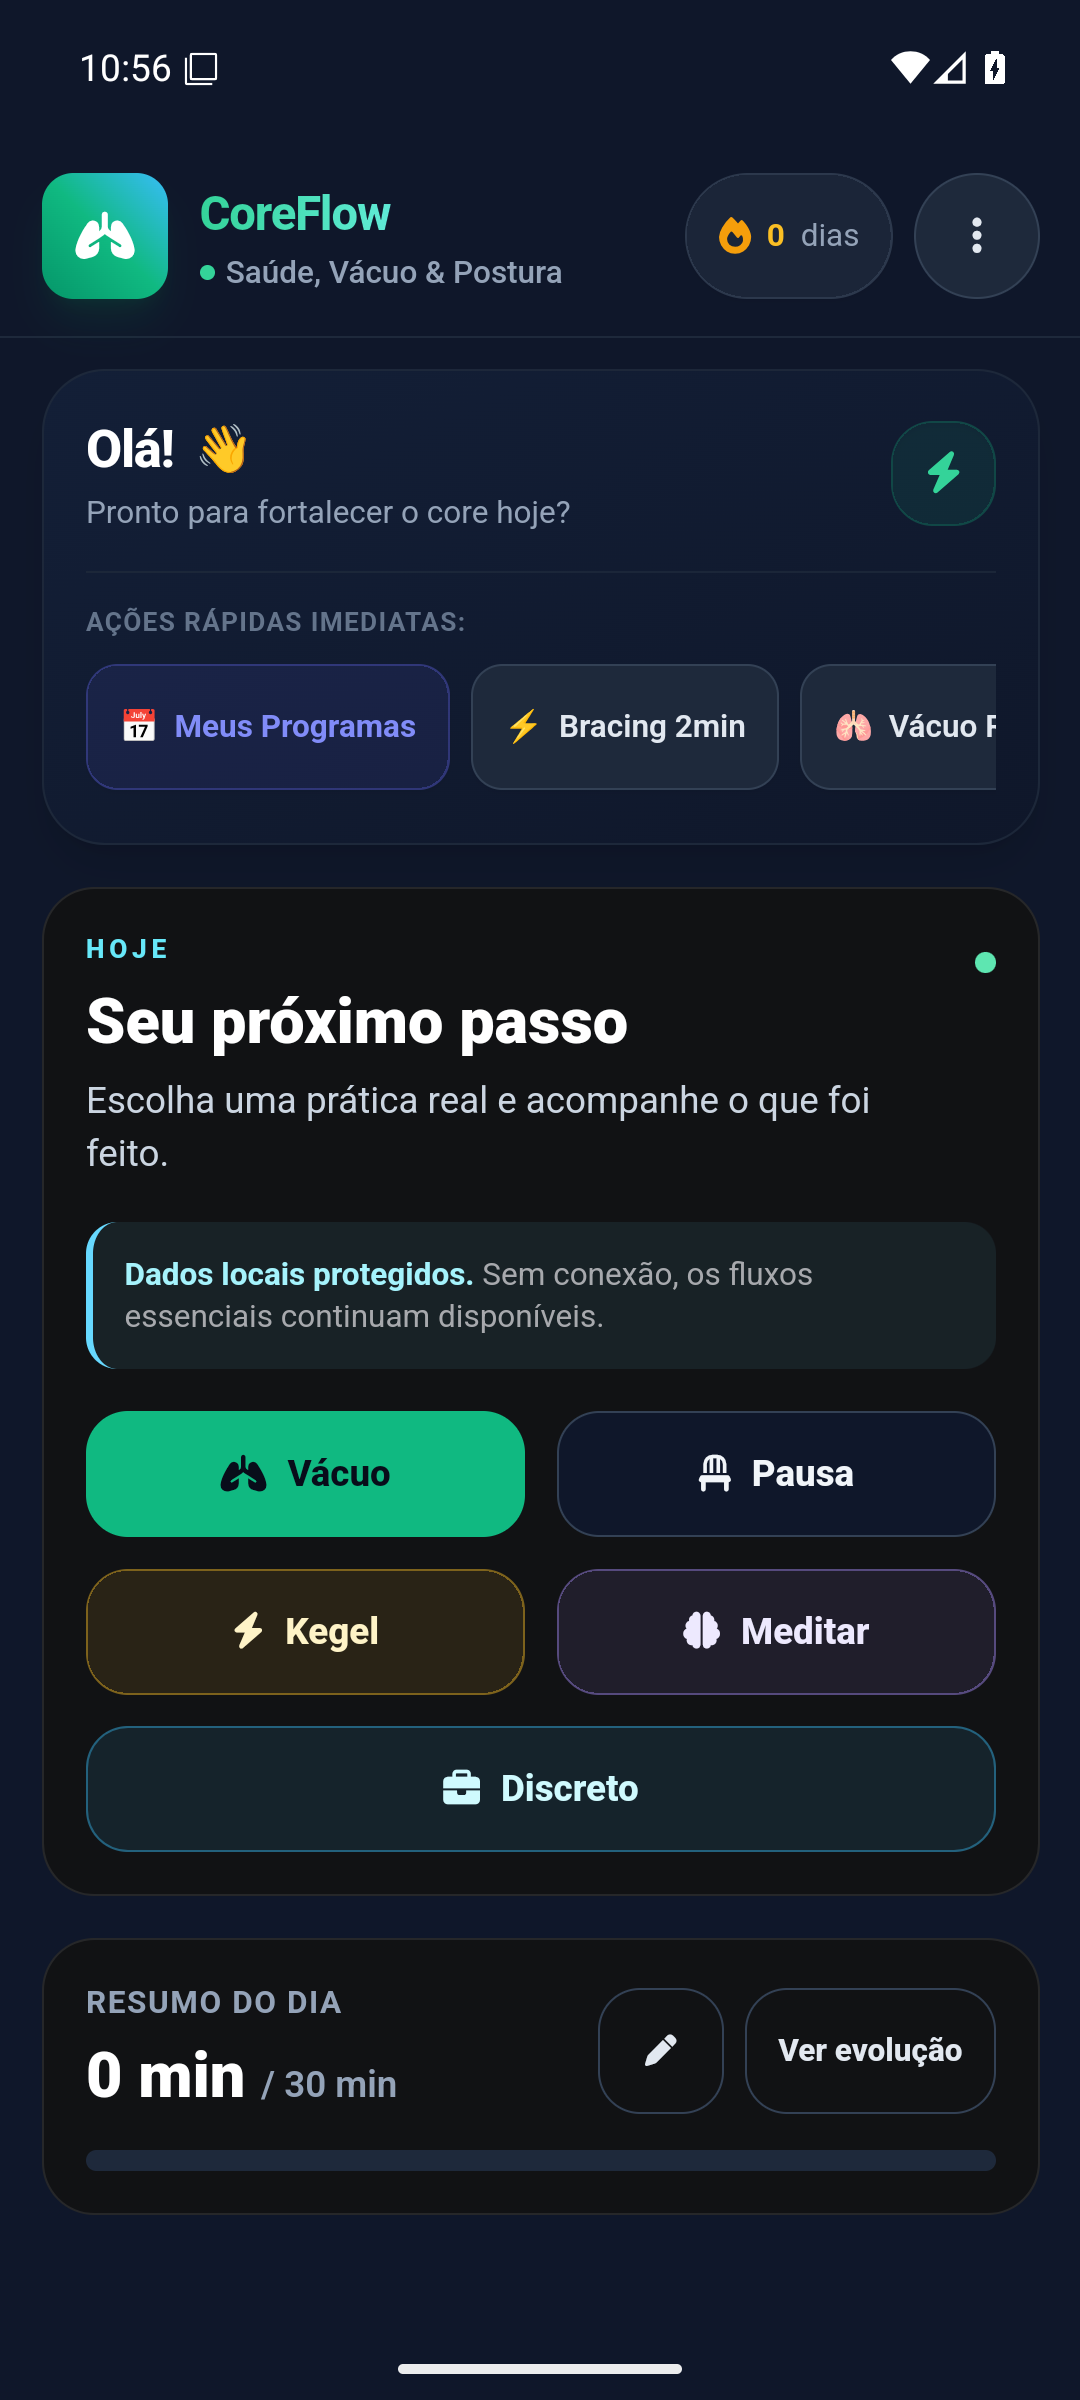 10:56
CoreFlow
Saúde, Vácuo & Postura
0 dias
Olá! 👋
Pronto para fortalecer o core hoje?
AÇÕES RÁPIDAS IMEDIATAS:
📅 Meus Programas
⚡ Bracing 2min
🫁 Vácuo
HOJE
Seu próximo passo
Escolha uma prática real e acompanhe o que foi
feito.
Dados locais protegidos. Sem conexão, os fluxos
essenciais continuam disponíveis.
Vácuo
Pausa
Kegel
Meditar
Discreto
RESUMO DO DIA
0 min / 30 min
Ver evolução